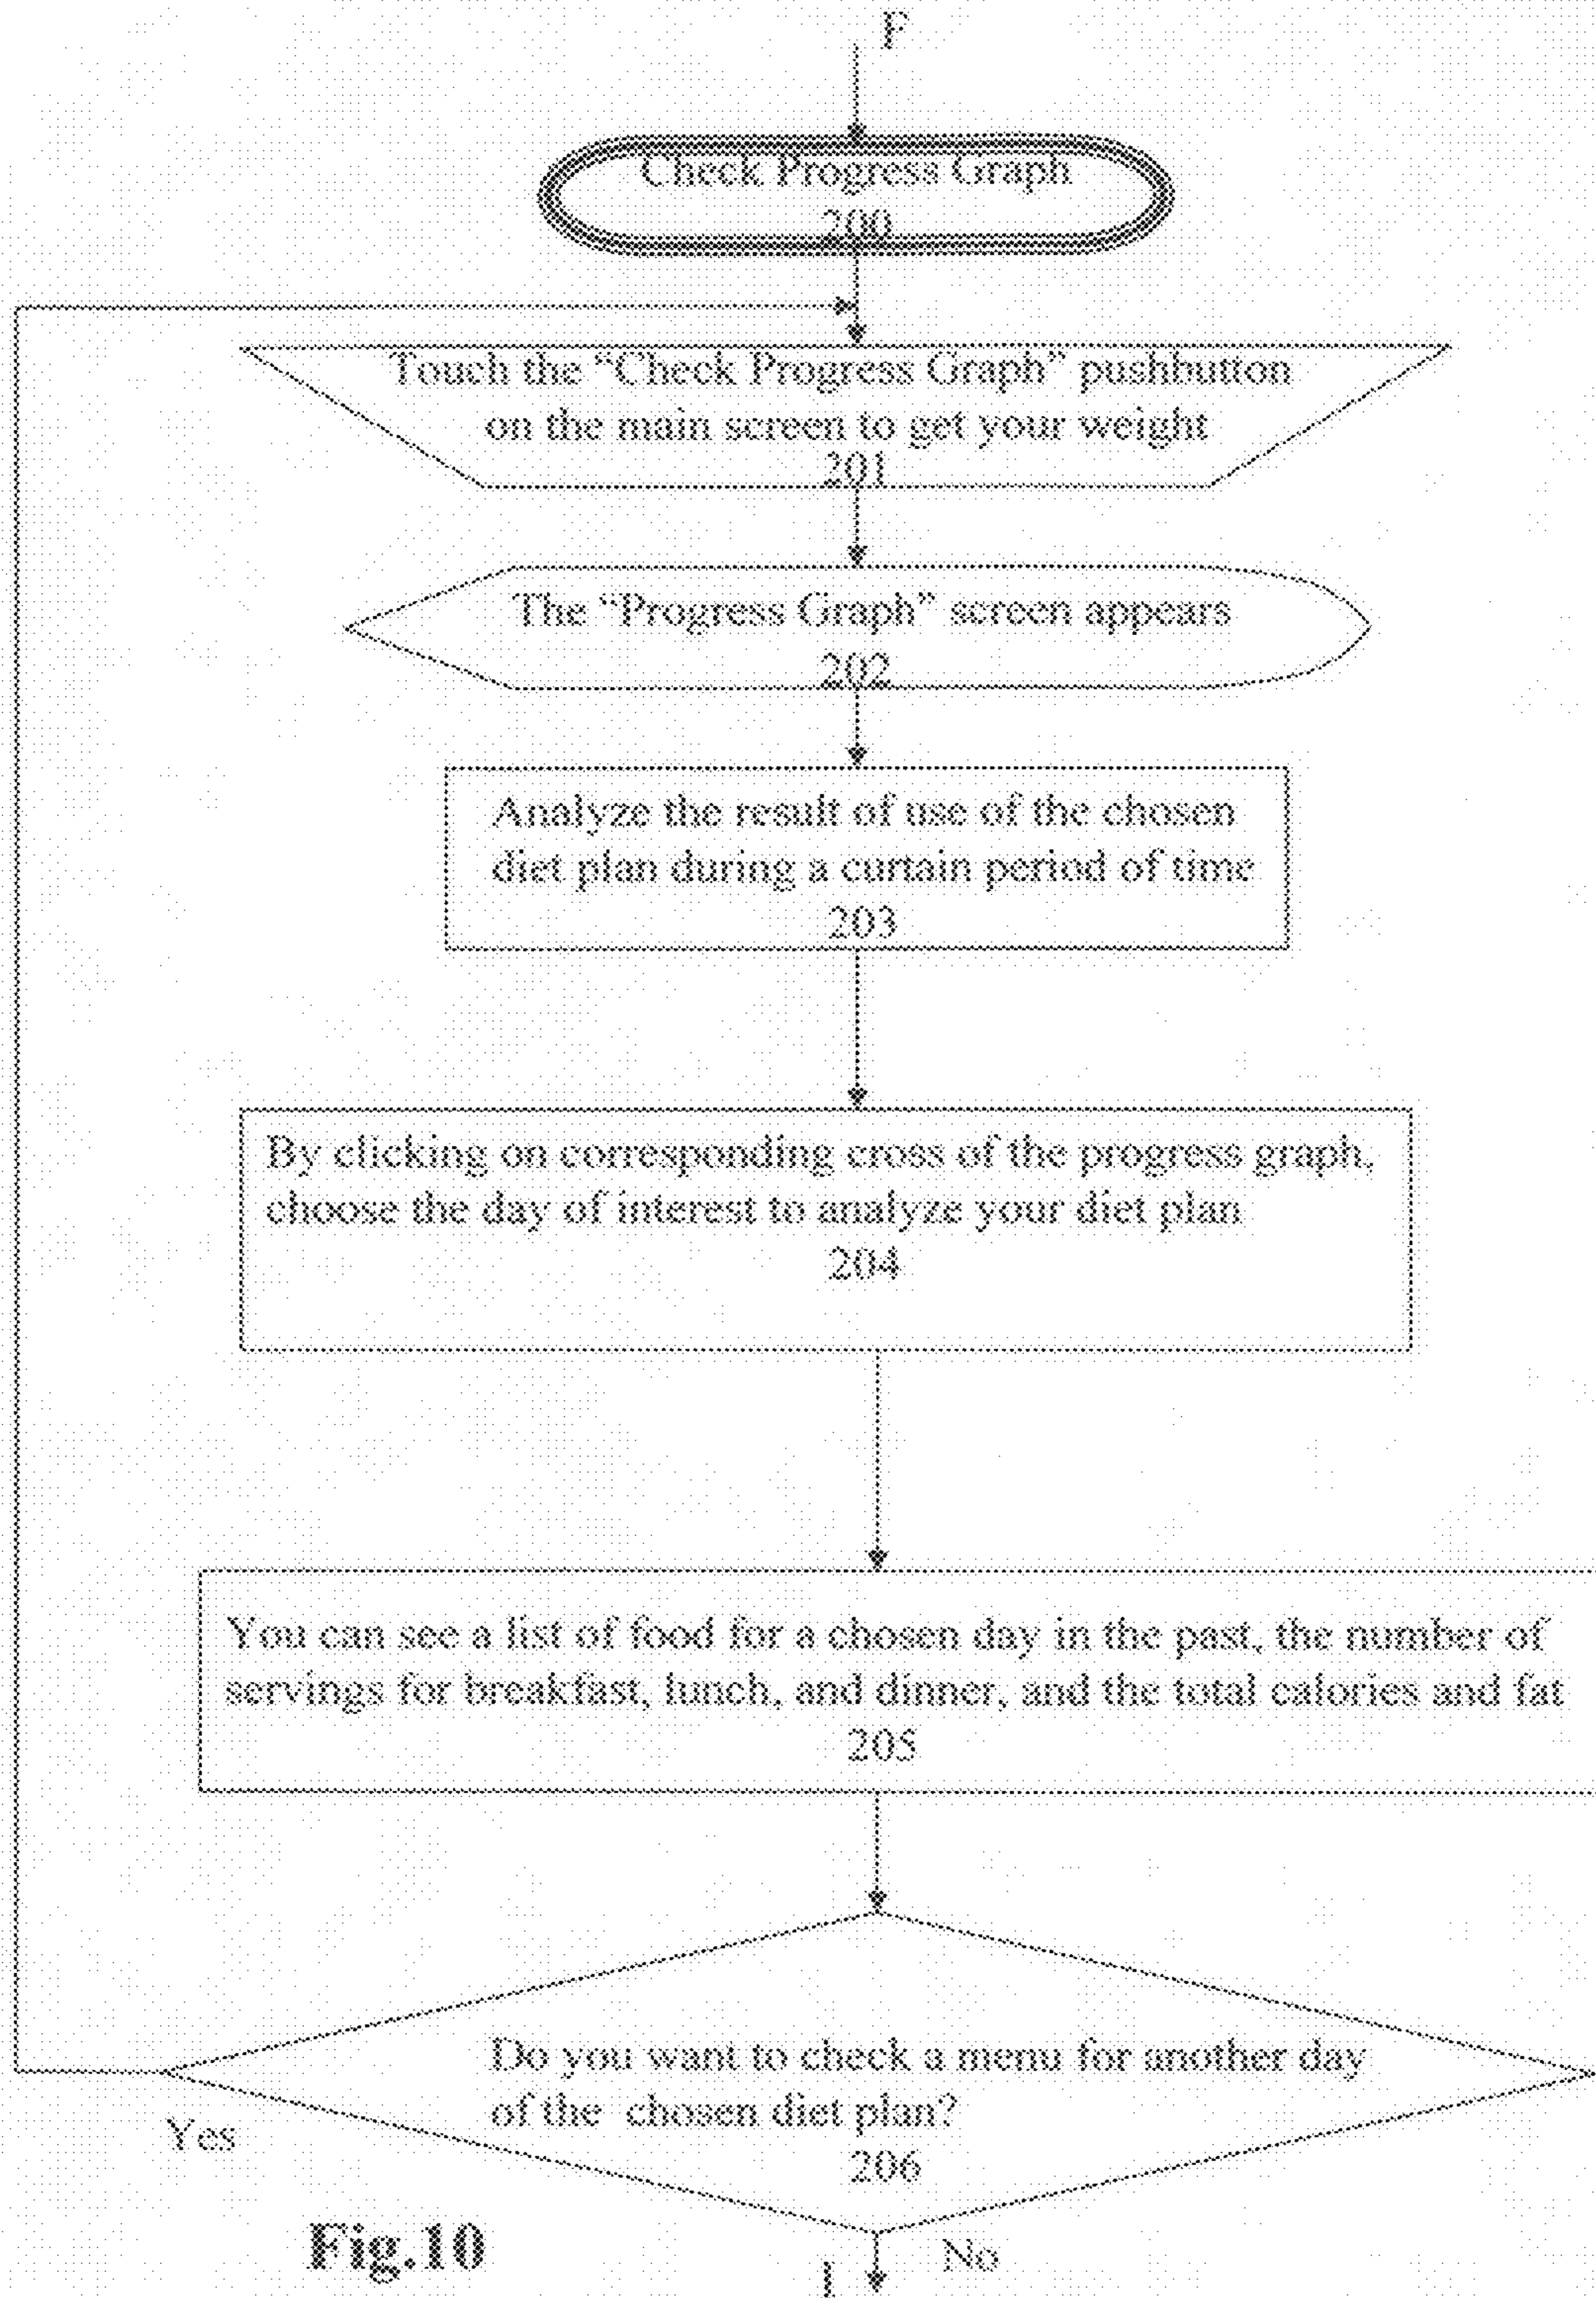 F
Check Progress Graph
200
Touch the “Check Progress Graph” pushbutton
on the main screen to get your weight
201
The “Progress Graph” screen appears
202
Analyze the result of use of the chosen
diet plan during a curtain period of time
203
By clicking on corresponding cross of the progress graph,
choose the day of interest to analyze your diet plan
204
You can see a list of food for a chosen day in the past, the number of
servings for breakfast, lunch, and dinner, and the total calories and fat
205
Do you want to check a menu for another day
of the chosen diet plan?
206
Yes
No
Fig.10